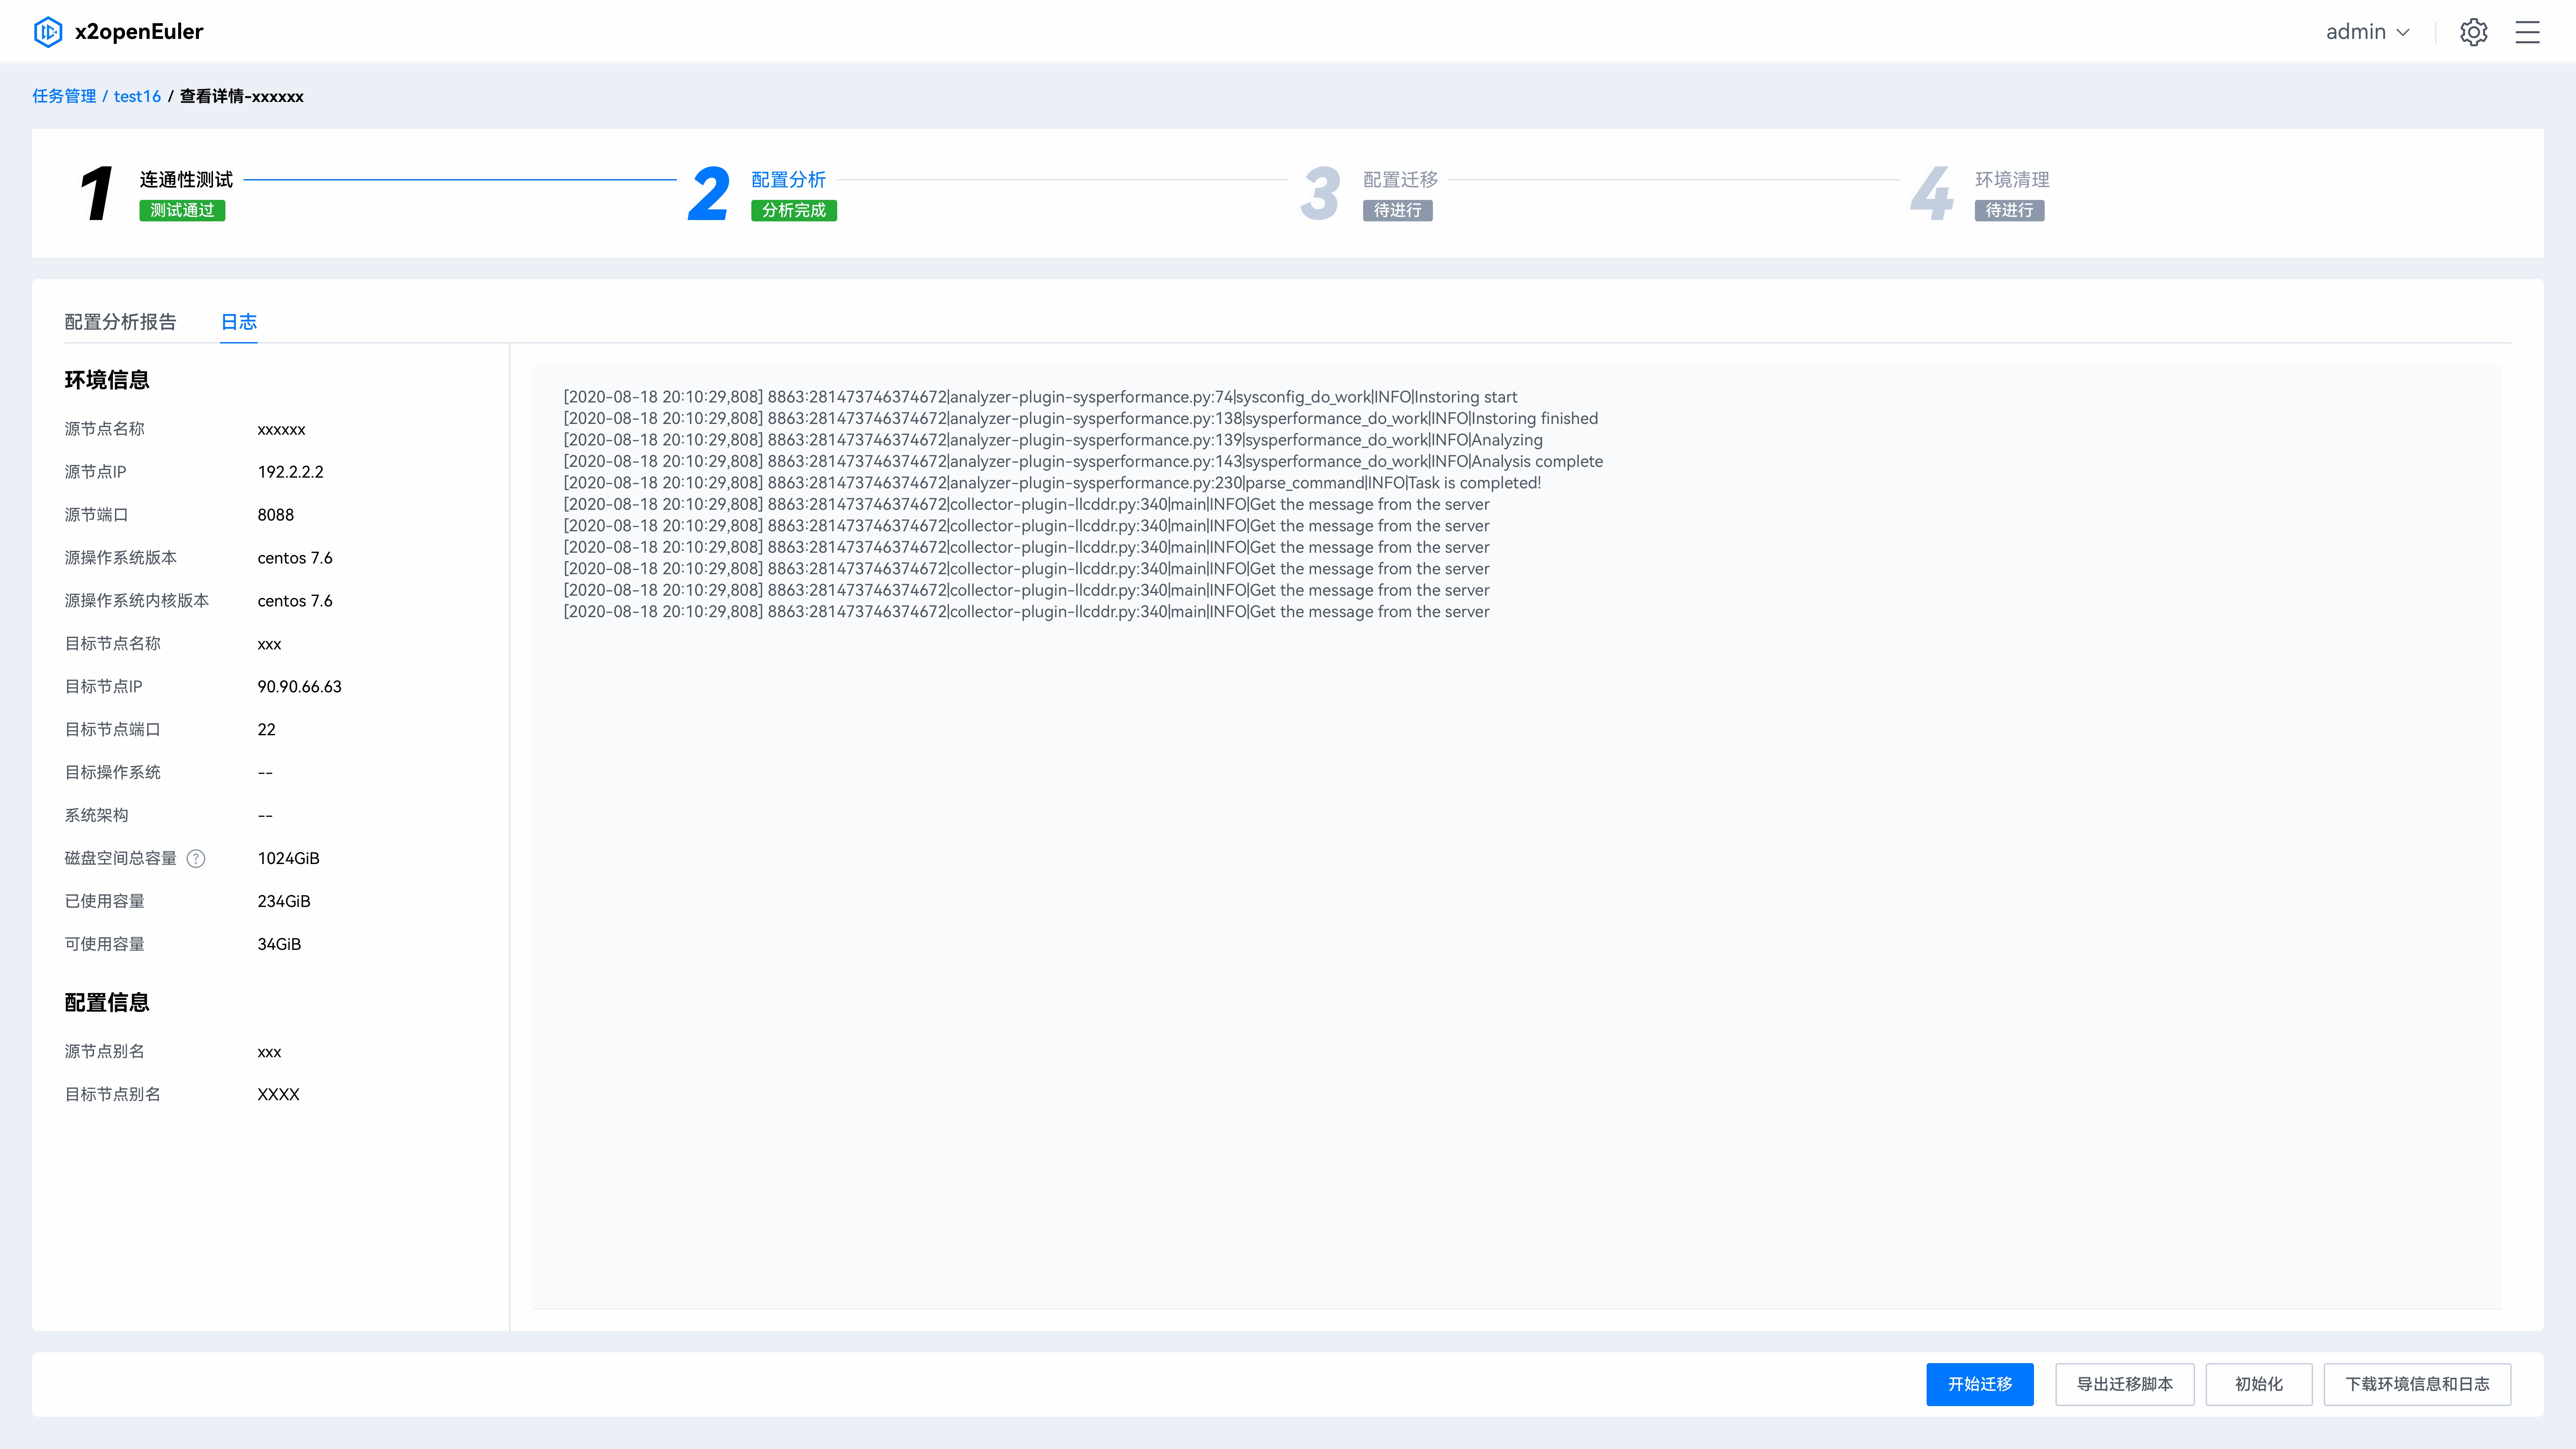 x2openEuler
admin
任务管理 / test16 / 查看详情-xxxxxx
1 连通性测试 测试通过
2 配置分析 分析完成
3 配置迁移 待进行
4 环境清理 待进行
配置分析报告 日志
环境信息
源节点名称 xxxxxx
源节点IP 192.2.2.2
源节端口 8088
源操作系统版本 centos 7.6
源操作系统内核版本 centos 7.6
目标节点名称 xxx
目标节点IP 90.90.66.63
目标节点端口 22
目标操作系统 --
系统架构 --
磁盘空间总容量 ? 1024GiB
已使用容量 234GiB
可使用容量 34GiB
配置信息
源节点别名 xxx
目标节点别名 XXXX
[2020-08-18 20:10:29,808] 8863:281473746374672|analyzer-plugin-sysperformance.py:74|sysconfig_do_work|INFO|Instoring start
[2020-08-18 20:10:29,808] 8863:281473746374672|analyzer-plugin-sysperformance.py:138|sysperformance_do_work|INFO|Instoring finished
[2020-08-18 20:10:29,808] 8863:281473746374672|analyzer-plugin-sysperformance.py:139|sysperformance_do_work|INFO|Analyzing
[2020-08-18 20:10:29,808] 8863:281473746374672|analyzer-plugin-sysperformance.py:143|sysperformance_do_work|INFO|Analysis complete
[2020-08-18 20:10:29,808] 8863:281473746374672|analyzer-plugin-sysperformance.py:230|parse_command|INFO|Task is completed!
[2020-08-18 20:10:29,808] 8863:281473746374672|collector-plugin-llcddr.py:340|main|INFO|Get the message from the server
[2020-08-18 20:10:29,808] 8863:281473746374672|collector-plugin-llcddr.py:340|main|INFO|Get the message from the server
[2020-08-18 20:10:29,808] 8863:281473746374672|collector-plugin-llcddr.py:340|main|INFO|Get the message from the server
[2020-08-18 20:10:29,808] 8863:281473746374672|collector-plugin-llcddr.py:340|main|INFO|Get the message from the server
[2020-08-18 20:10:29,808] 8863:281473746374672|collector-plugin-llcddr.py:340|main|INFO|Get the message from the server
[2020-08-18 20:10:29,808] 8863:281473746374672|collector-plugin-llcddr.py:340|main|INFO|Get the message from the server
开始迁移 导出迁移脚本 初始化 下载环境信息和日志